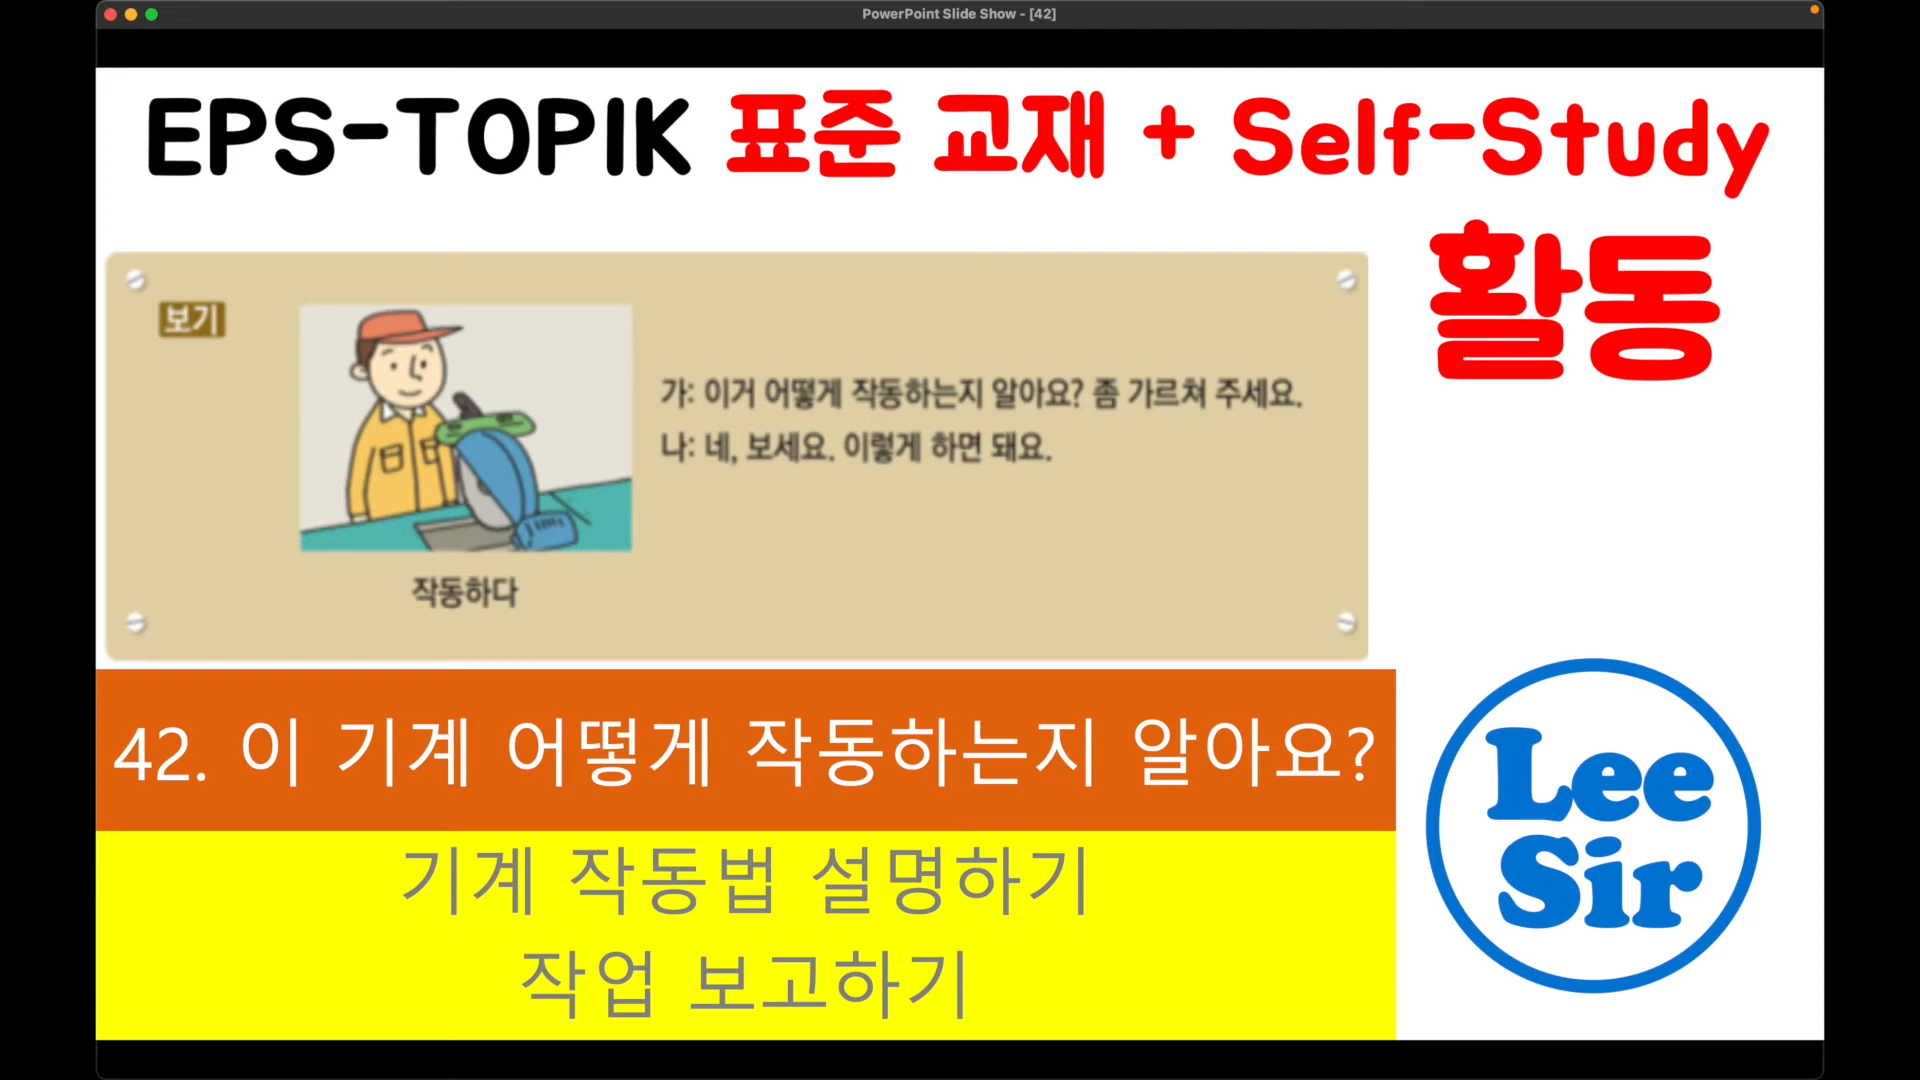 PowerPoint Slide Show - [42]
EPS-TOPIK 표준 교재 + Self-Study
활동
보기
가: 이거 어떻게 작동하는지 알아요? 좀 가르쳐 주세요.
나: 네, 보세요. 이렇게 하면 돼요.
작동하다
42. 이 기계 어떻게 작동하는지 알아요?
기계 작동법 설명하기
작업 보고하기
Lee
Sir